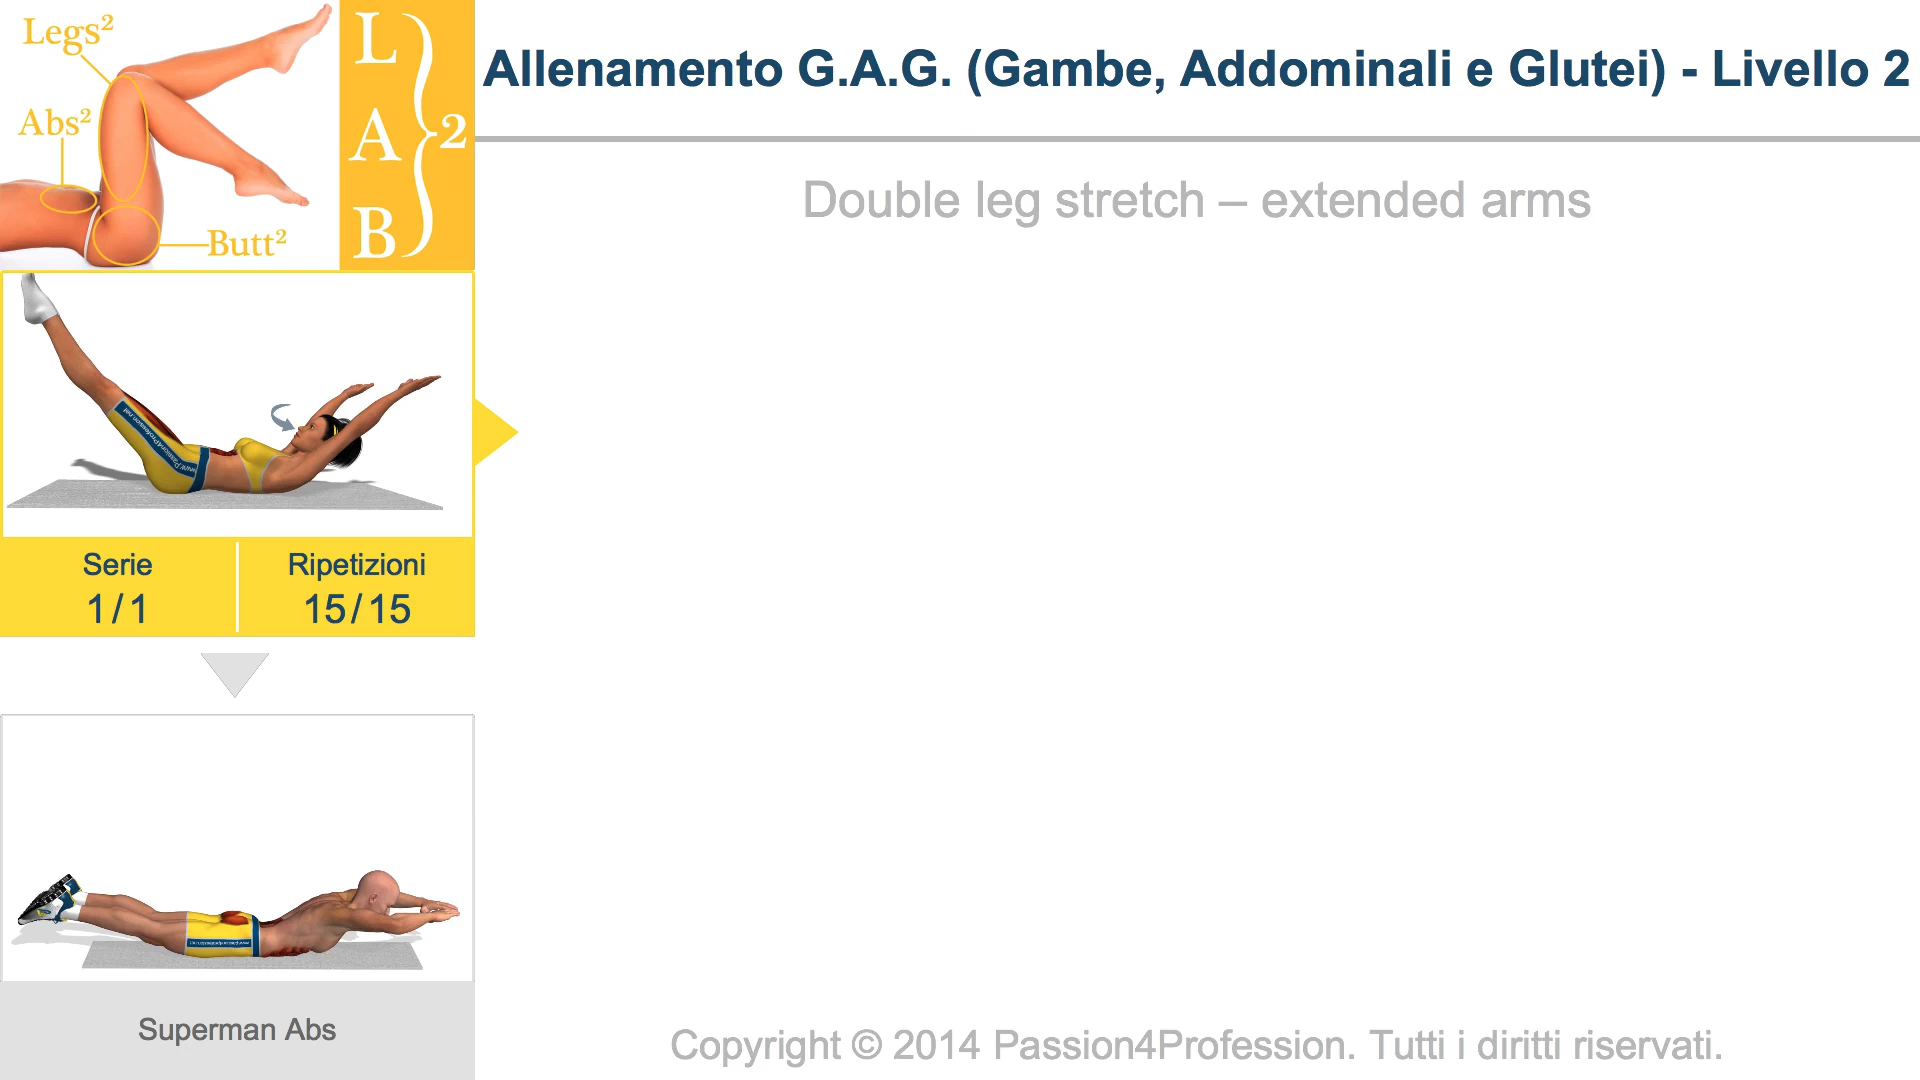 Legs²
Abs²
Butt²
L
A
B
2
Allenamento G.A.G. (Gambe, Addominali e Glutei) - Livello 2
Double leg stretch – extended arms
Serie
1/1
Ripetizioni
15/15
Superman Abs
Copyright © 2014 Passion4Profession. Tutti i diritti riservati.